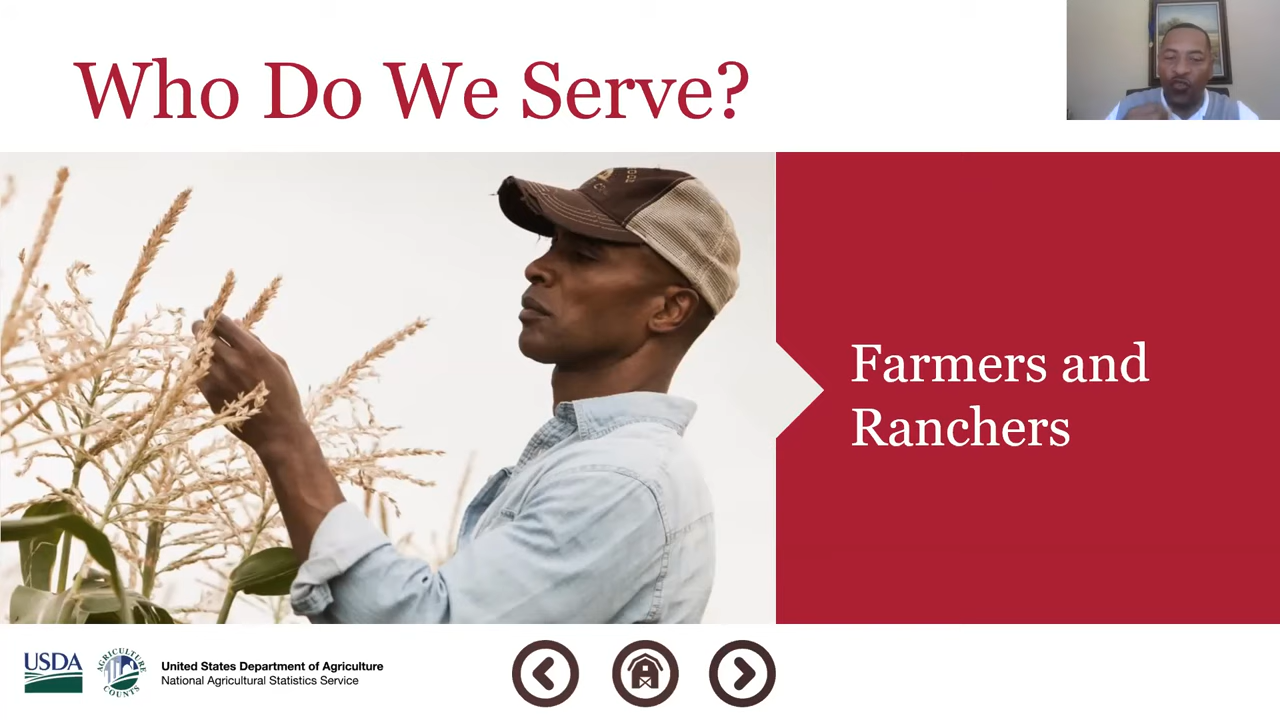 Who Do We Serve?
Farmers and
Ranchers
USDA
AGRICULTURE
COUNTS
United States Department of Agriculture
National Agricultural Statistics Service